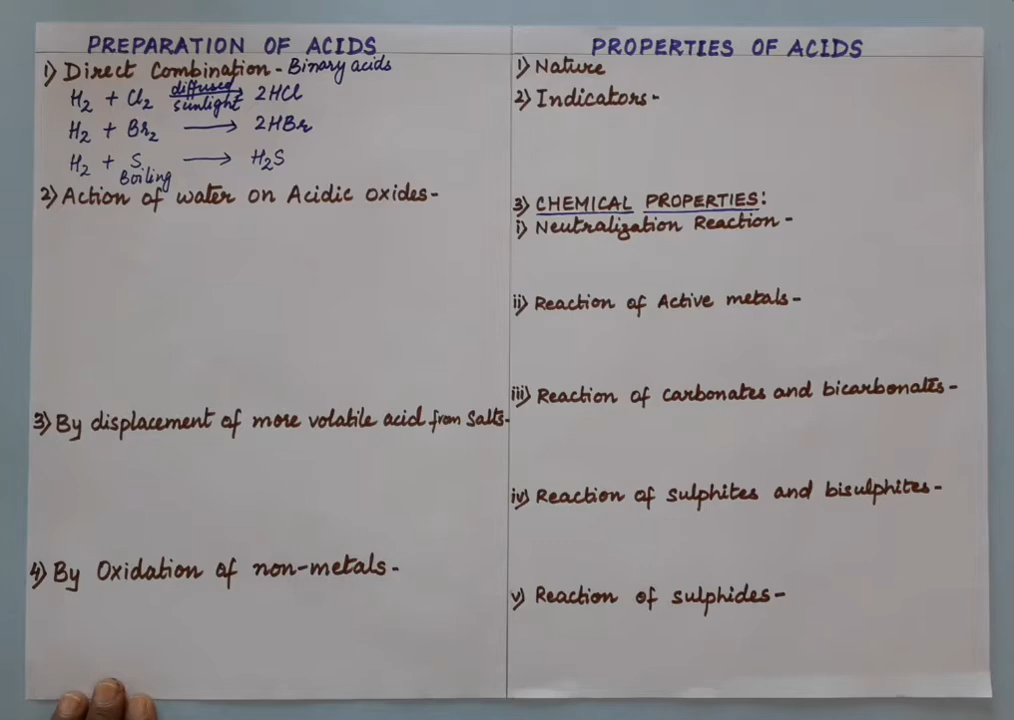 PREPARATION OF ACIDS
1) Direct Combination - Binary acids
H₂ + Cl₂ diffused sunlight → 2HCl
H₂ + Br₂ → 2HBr
H₂ + S → H₂S
Boiling
2) Action of water on Acidic oxides-
3) By displacement of more volatile acid from Salts-
4) By Oxidation of non-metals-
PROPERTIES OF ACIDS
1) Nature
2) Indicators-
3) CHEMICAL PROPERTIES:
i) Neutralization Reaction-
ii) Reaction of Active metals-
iii) Reaction of carbonates and bicarbonates-
iv) Reaction of sulphites and bisulphites-
v) Reaction of sulphides-